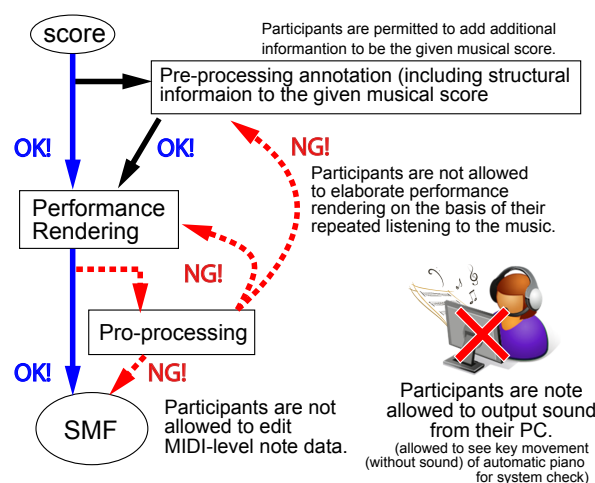 score
Participants are permitted to add additional
informantion to be the given musical score.
Pre-processing annotation (including structural
informaion to the given musical score
OK!
OK!
NG!
Participants are not allowed
to elaborate performance
rendering on the basis of their
repeated listening to the music.
Performance
Rendering
NG!
Pro-processing
OK!
NG!
SMF
Participants are not
allowed to edit
MIDI-level note data.
Participants are note
allowed to output sound
from their PC.
(allowed to see key movement
(without sound) of automatic piano
for system check)